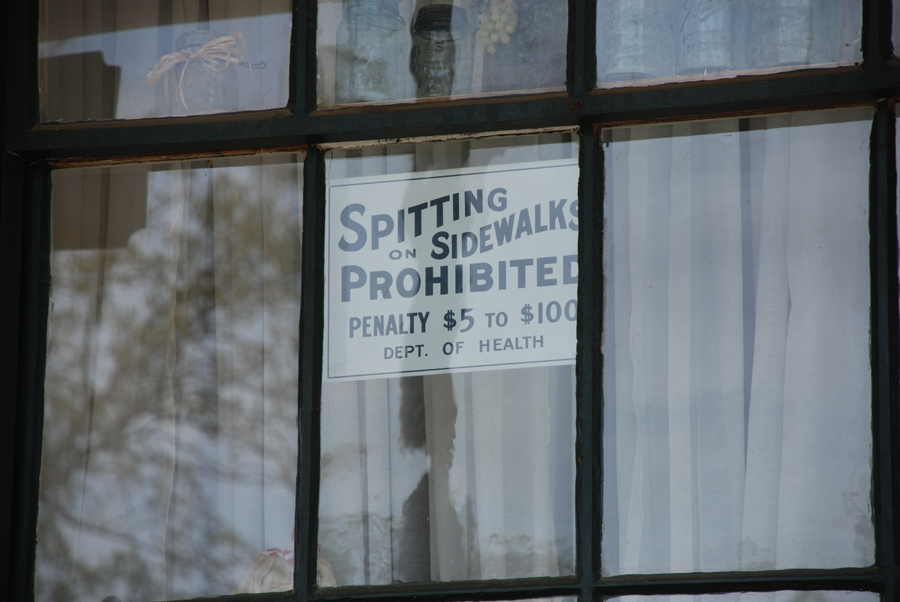 SPITTING
ON SIDEWALKS
PROHIBITED
PENALTY $5 TO $100
DEPT. OF HEALTH